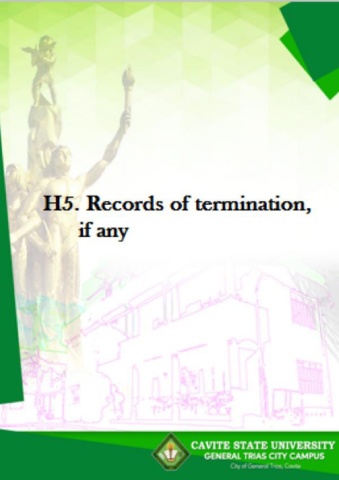 H5. Records of termination,
if any
CAVITE STATE UNIVERSITY
GENERAL TRIAS CITY CAMPUS
City of General Trias, Cavite